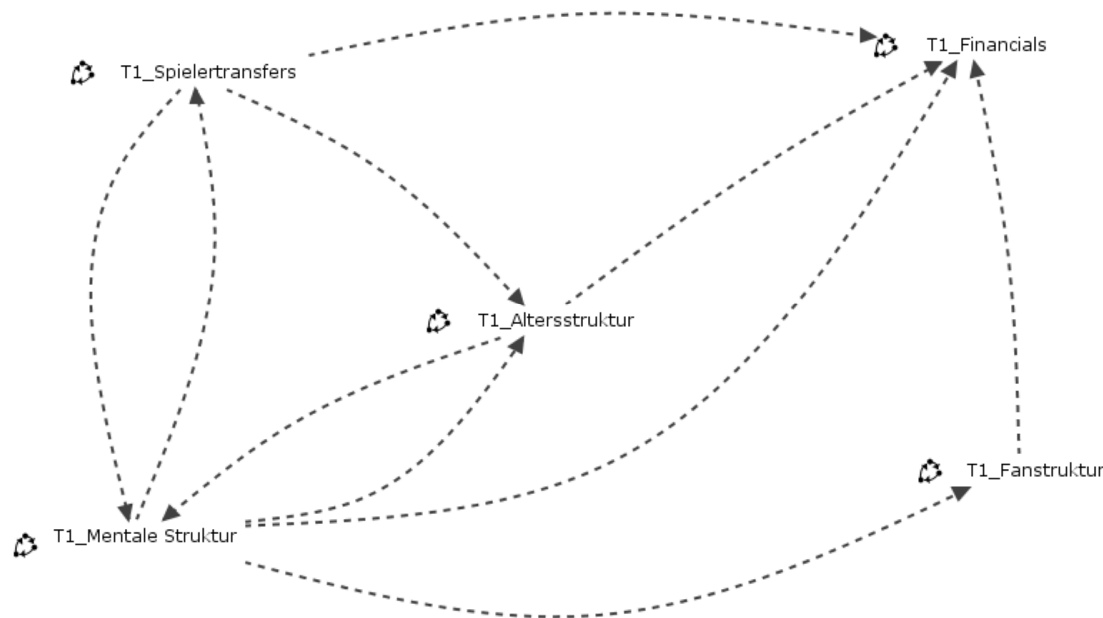 T1_Financials
T1_Spielertransfers
T1_Altersstruktur
T1_Fanstruktur
T1_Mentale Struktur